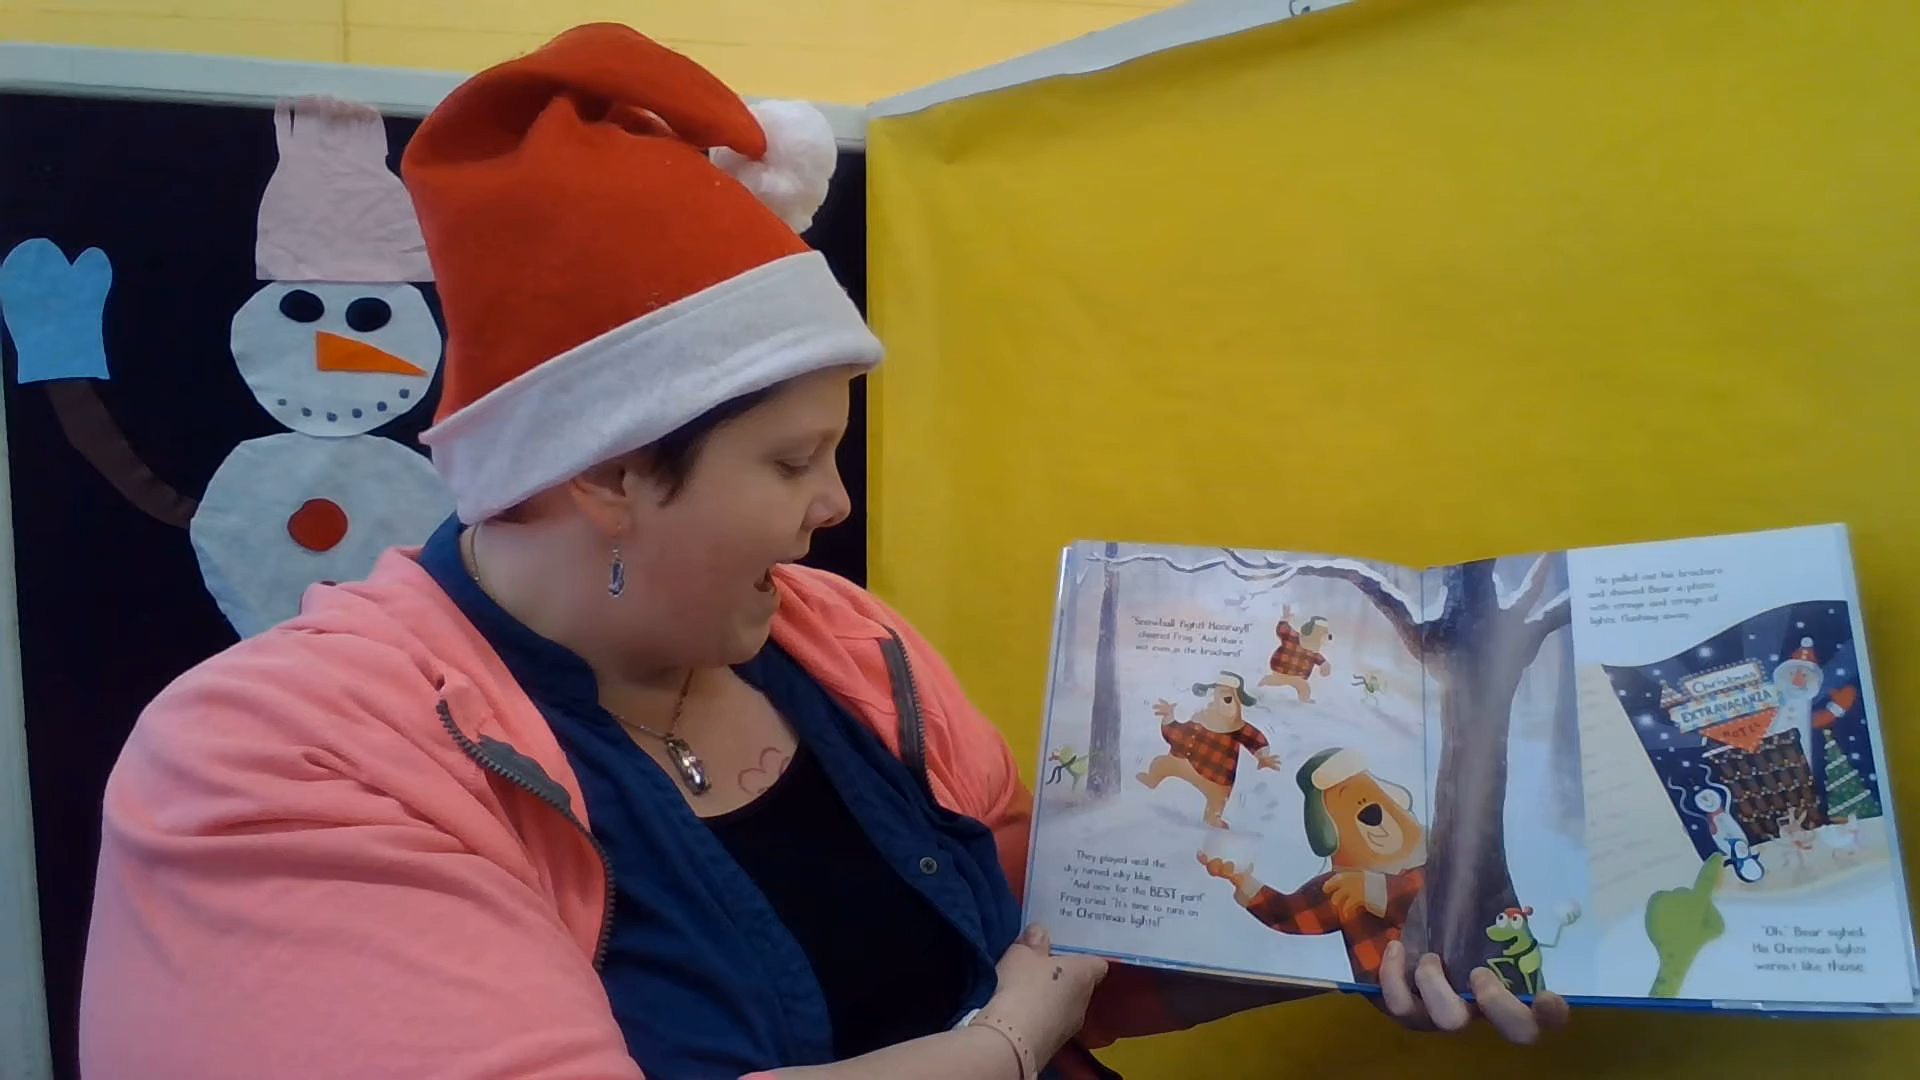 "Snowball fight! Hooray!!"
cheered Frog. "And that's
not even in the brochure!"
They played until the
sky turned inky blue.
"And now for the BEST part!"
Frog cried. "It's time to turn on
the Christmas lights!"
He pulled out his brochure
and showed Bear a photo
with strings and strings of
lights flashing away.
Christmas
EXTRAVAGANZA
HOTEL
"Oh," Bear sighed.
His Christmas lights
weren't like those.